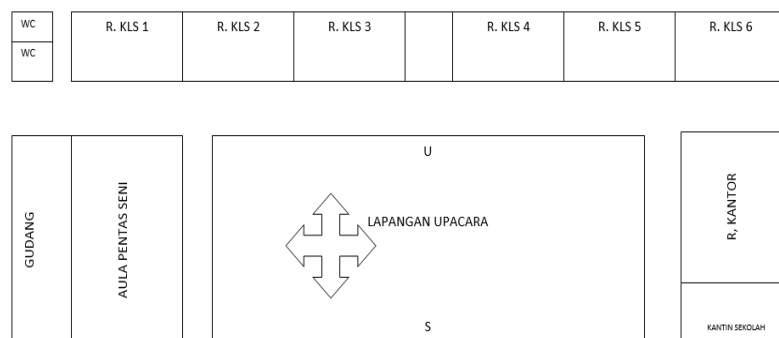 WC
WC
R. KLS 1
R. KLS 2
R. KLS 3
R. KLS 4
R. KLS 5
R. KLS 6
GUDANG
AULA PENTAS SENI
U
LAPANGAN UPACARA
S
R, KANTOR
KANTIN SEKOLAH